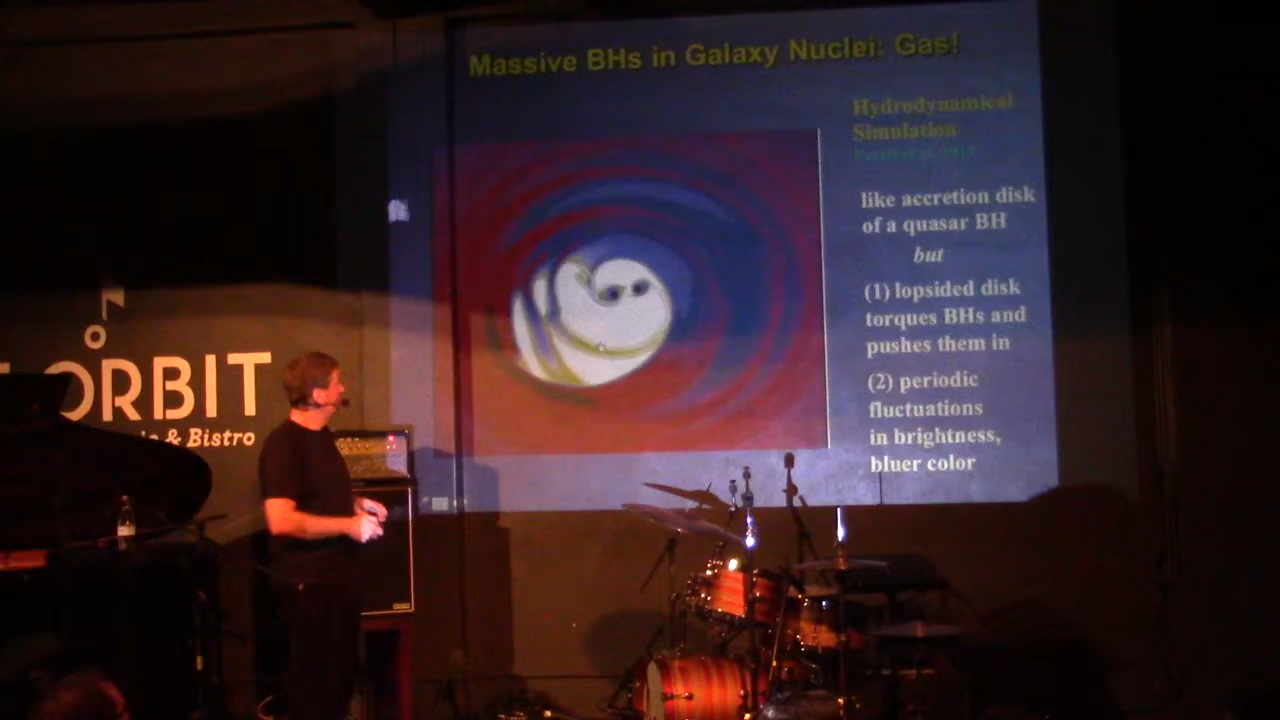 Massive BHs in Galaxy Nuclei: Gas!
Hydrodynamical
Simulation
like accretion disk
of a quasar BH
but
(1) lopsided disk
torques BHs and
pushes them in
(2) periodic
fluctuations
in brightness,
bluer color
ORBIT
& Bistro